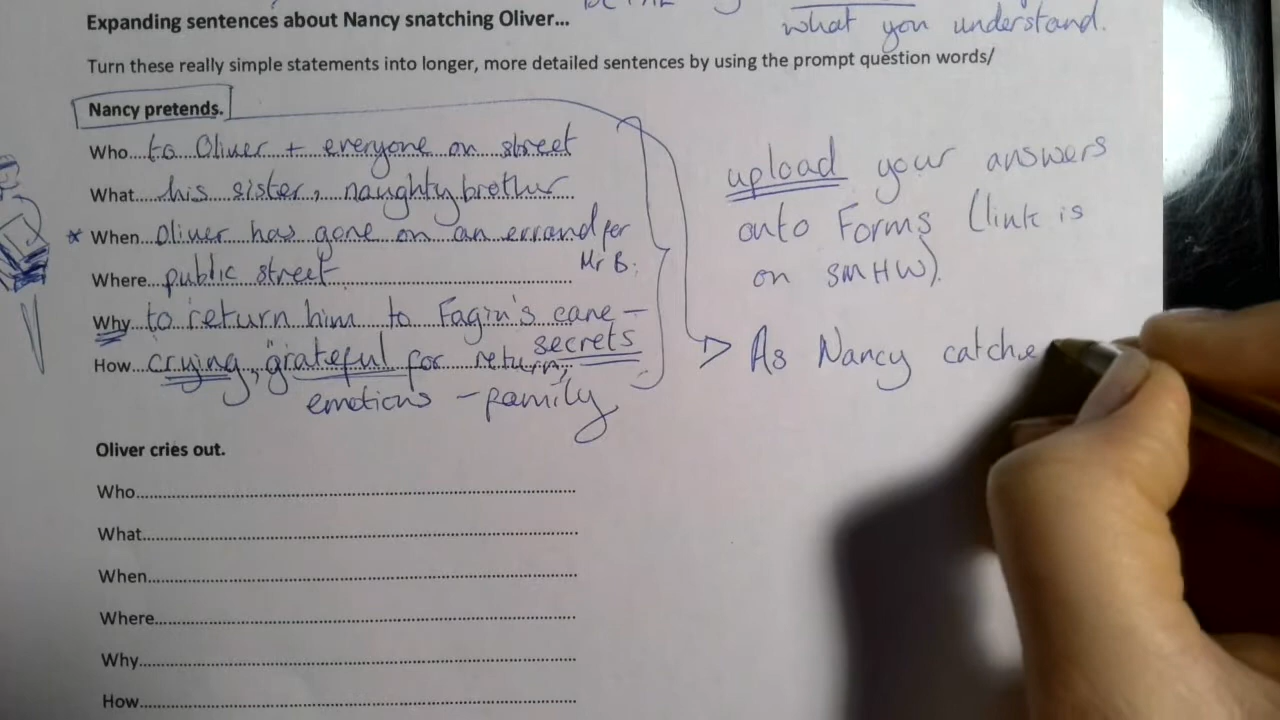 Expanding sentences about Nancy snatching Oliver...
what you understand.
Turn these really simple statements into longer, more detailed sentences by using the prompt question words/
Nancy pretends.
Who...to Oliver + everyone on street
What...his sister, naughty brother
* When...Oliver has gone on an errand for
Mr B.
Where...public street
Why...to return him to Fagin's cane –
secrets
How...crying, "grateful for return,
emotions – family
upload your answers
onto Forms (link is
on SMHW).
As Nancy catche
Oliver cries out.
Who...
What...
When...
Where...
Why...
How...